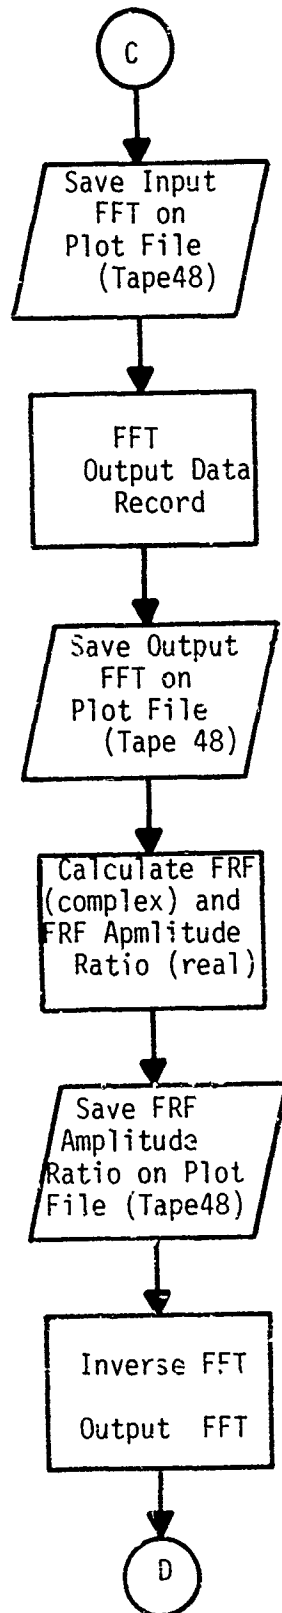 C
Save Input
FFT on
Plot File
(Tape48)
FFT
Output Data
Record
Save Output
FFT on
Plot File
(Tape 48)
Calculate FRF
(complex) and
FRF Apmlitude
Ratio (real)
Save FRF
Amplitude
Ratio on Plot
File (Tape48)
Inverse FFT
Output FFT
D